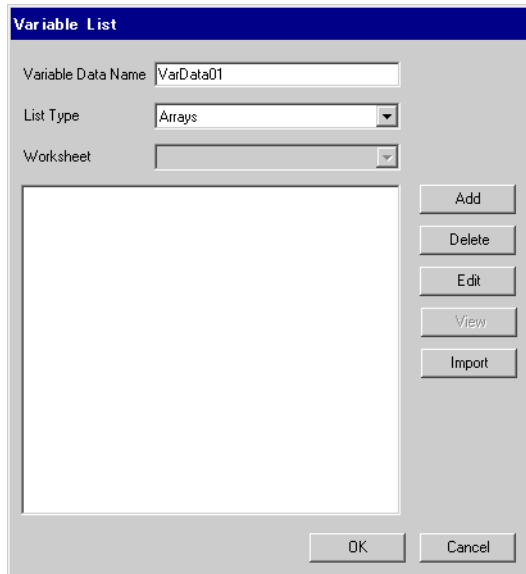 Variable List
Variable Data Name VarData01
List Type Arrays
Worksheet
Add
Delete
Edit
View
Import
OK Cancel